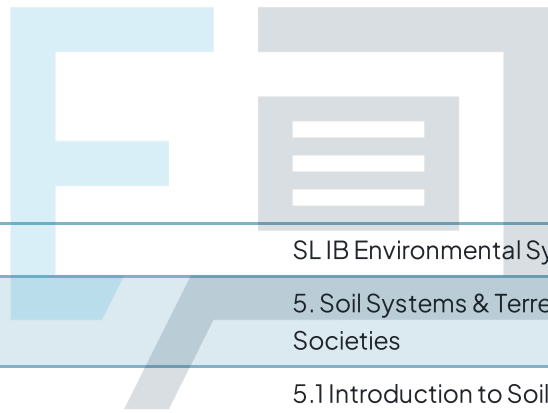 SL IB Environmental Sy
5. Soil Systems & Terre
Societies
5.1 Introduction to Soil